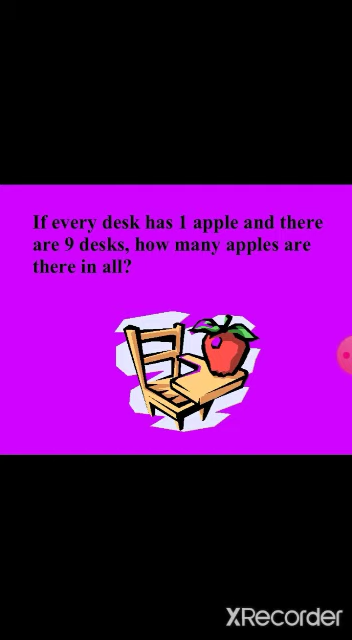 If every desk has 1 apple and there
are 9 desks, how many apples are
there in all?
XRecorder